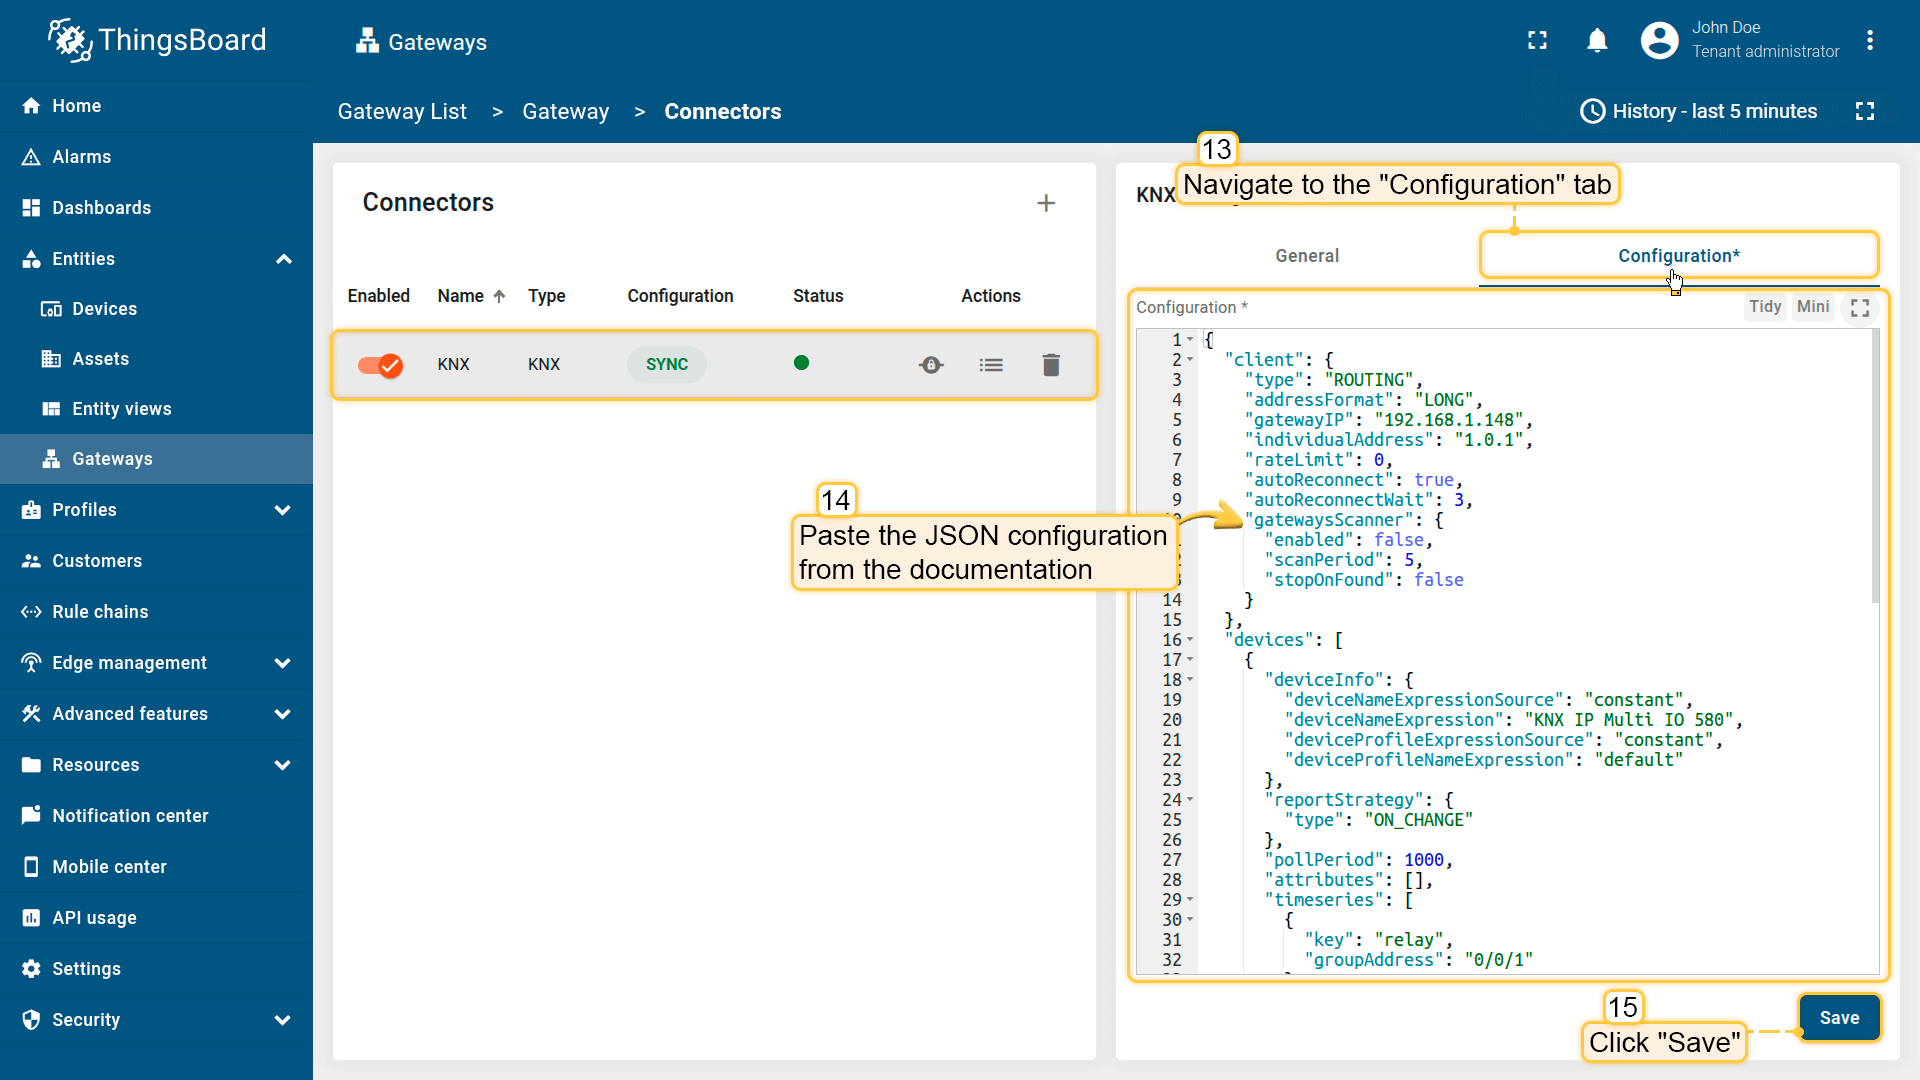 ThingsBoard
Gateways
John Doe
Tenant administrator
Gateway List > Gateway > Connectors
History - last 5 minutes
Home
Alarms
Dashboards
Entities
Devices
Assets
Entity views
Gateways
Profiles
Customers
Rule chains
Edge management
Advanced features
Resources
Notification center
Mobile center
API usage
Settings
Security
Connectors
Enabled Name Type Configuration Status Actions
KNX KNX SYNC
13
Navigate to the "Configuration" tab
KNX
General Configuration*
Configuration *
Tidy Mini
1 {
2 "client": {
3 "type": "ROUTING",
4 "addressFormat": "LONG",
5 "gatewayIP": "192.168.1.148",
6 "individualAddress": "1.0.1",
7 "rateLimit": 0,
8 "autoReconnect": true,
9 "autoReconnectWait": 3,
"gatewaysScanner": {
"enabled": false,
"scanPeriod": 5,
"stopOnFound": false
14 }
15 },
16 "devices": [
17 {
18 "deviceInfo": {
19 "deviceNameExpressionSource": "constant",
20 "deviceNameExpression": "KNX IP Multi IO 580",
21 "deviceProfileExpressionSource": "constant",
22 "deviceProfileNameExpression": "default"
23 },
24 "reportStrategy": {
25 "type": "ON_CHANGE"
26 },
27 "pollPeriod": 1000,
28 "attributes": [],
29 "timeseries": [
30 {
31 "key": "relay",
32 "groupAddress": "0/0/1"
14
Paste the JSON configuration
from the documentation
15
Click "Save"
Save